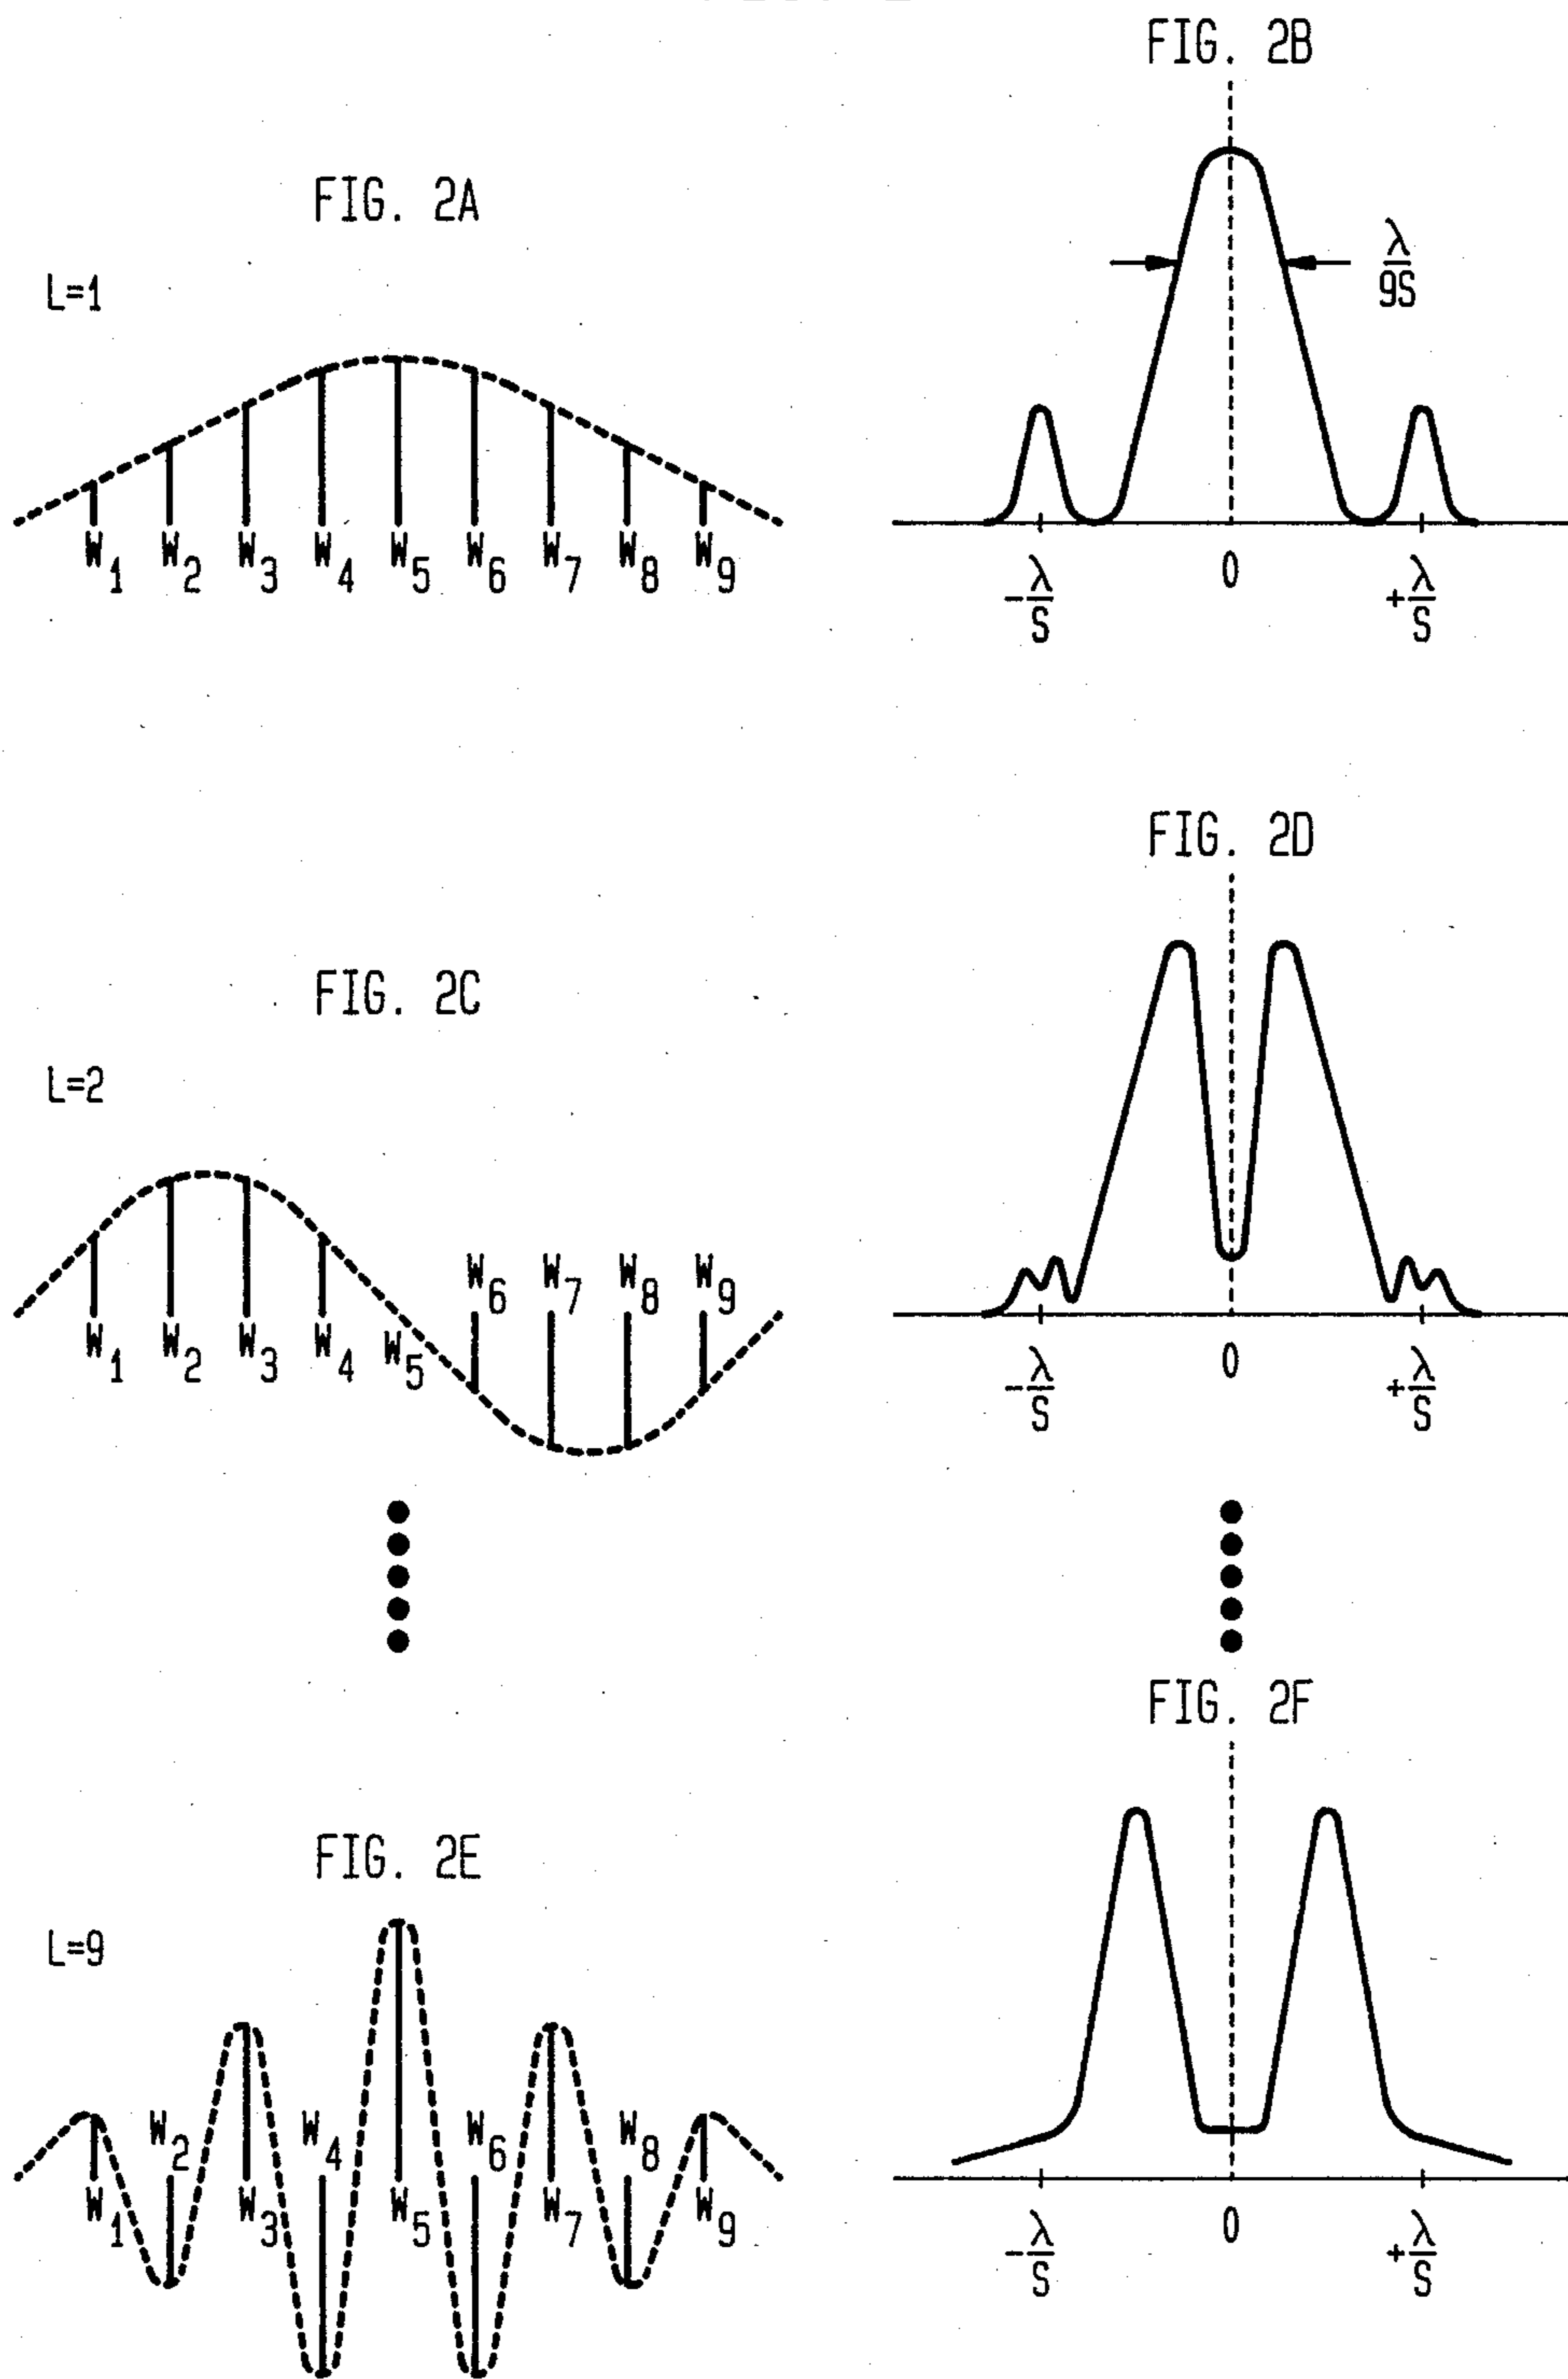 FIG. 2B
FIG. 2A
L=1
λ
9S
W1 W2 W3 W4 W5 W6 W7 W8 W9
-λ/S 0 +λ/S
FIG. 2D
FIG. 2C
L=2
W6 W7 W8 W9
W1 W2 W3 W4 W5
-λ/S 0 +λ/S
FIG. 2F
FIG. 2E
L=9
W2 W4 W6 W8
W1 W3 W5 W7 W9
-λ/S 0 +λ/S